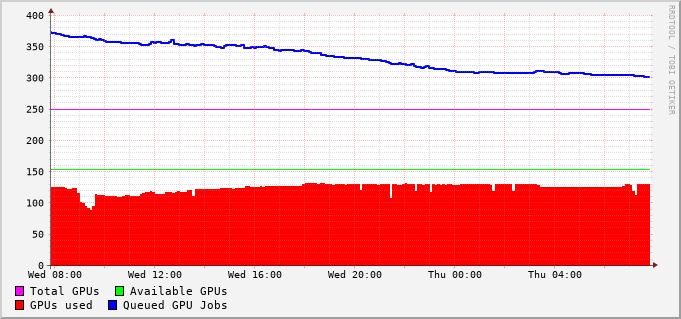 400
350
300
250
200
150
100
50
0
Wed 08:00 Wed 12:00 Wed 16:00 Wed 20:00 Thu 00:00 Thu 04:00
Total GPUs Available GPUs
GPUs used Queued GPU Jobs
RRDTOOL / TOBI OETIKER